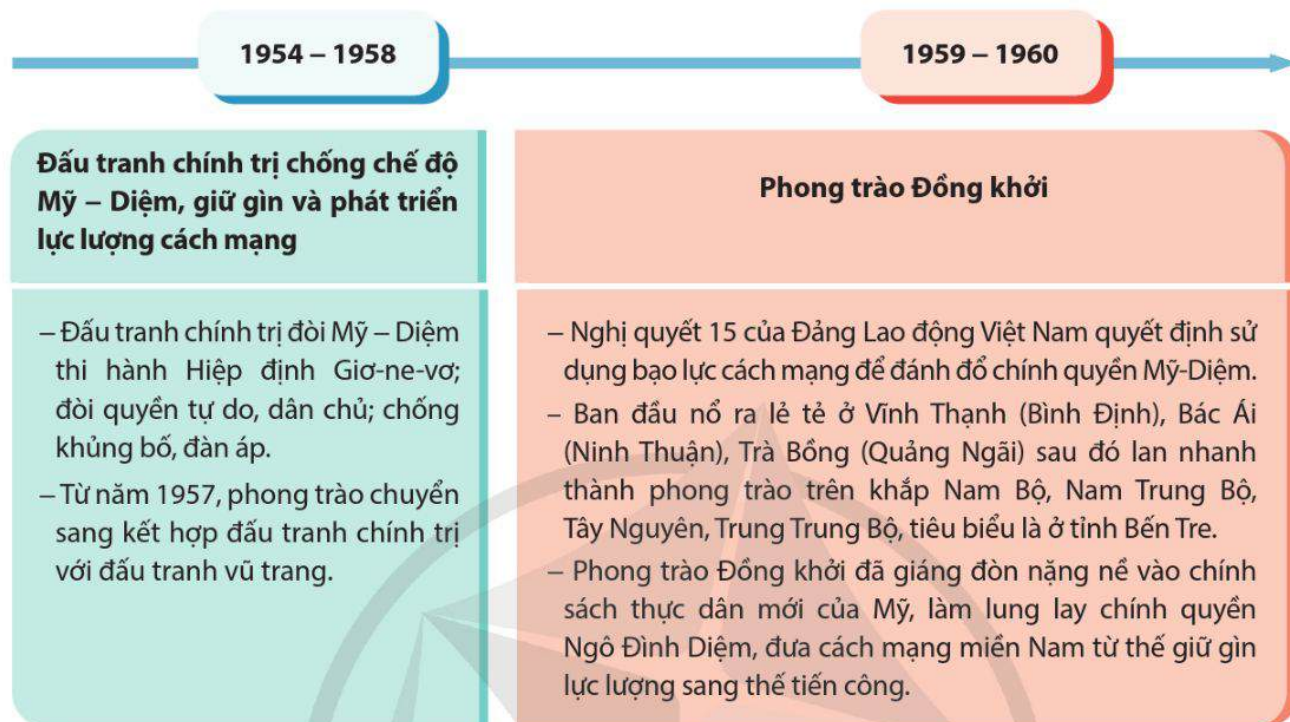 1954 – 1958
1959 – 1960
Đấu tranh chính trị chống chế độ
Mỹ – Diệm, giữ gìn và phát triển
lực lượng cách mạng
Phong trào Đồng khởi
– Đấu tranh chính trị đòi Mỹ – Diệm
thi hành Hiệp định Giơ-ne-vơ;
đòi quyền tự do, dân chủ; chống
khủng bố, đàn áp.
– Từ năm 1957, phong trào chuyển
sang kết hợp đấu tranh chính trị
với đấu tranh vũ trang.
– Nghị quyết 15 của Đảng Lao động Việt Nam quyết định sử
dụng bạo lực cách mạng để đánh đổ chính quyền Mỹ-Diệm.
– Ban đầu nổ ra lẻ tẻ ở Vĩnh Thạnh (Bình Định), Bác Ái
(Ninh Thuận), Trà Bồng (Quảng Ngãi) sau đó lan nhanh
thành phong trào trên khắp Nam Bộ, Nam Trung Bộ,
Tây Nguyên, Trung Trung Bộ, tiêu biểu là ở tỉnh Bến Tre.
– Phong trào Đồng khởi đã giáng đòn nặng nề vào chính
sách thực dân mới của Mỹ, làm lung lay chính quyền
Ngô Đình Diệm, đưa cách mạng miền Nam từ thế giữ gìn
lực lượng sang thế tiến công.